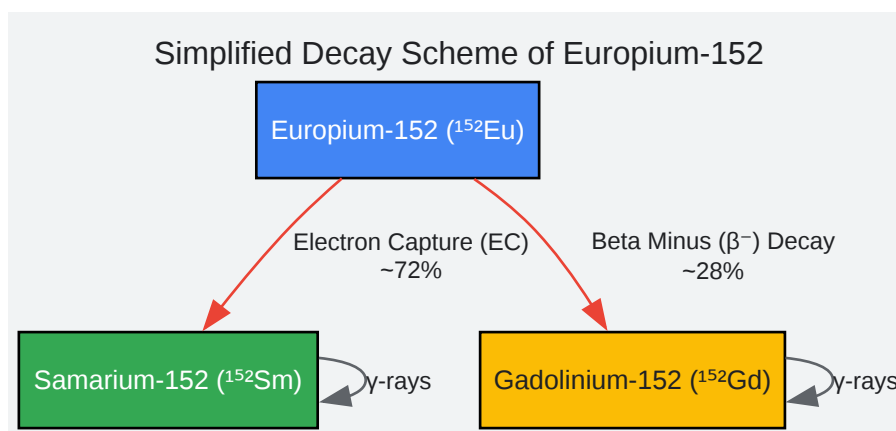 Simplified Decay Scheme of Europium-152
Europium-152 (¹⁵²Eu)
Electron Capture (EC)
~72%
Beta Minus (β⁻) Decay
~28%
Samarium-152 (¹⁵²Sm)
γ-rays
Gadolinium-152 (¹⁵²Gd)
γ-rays